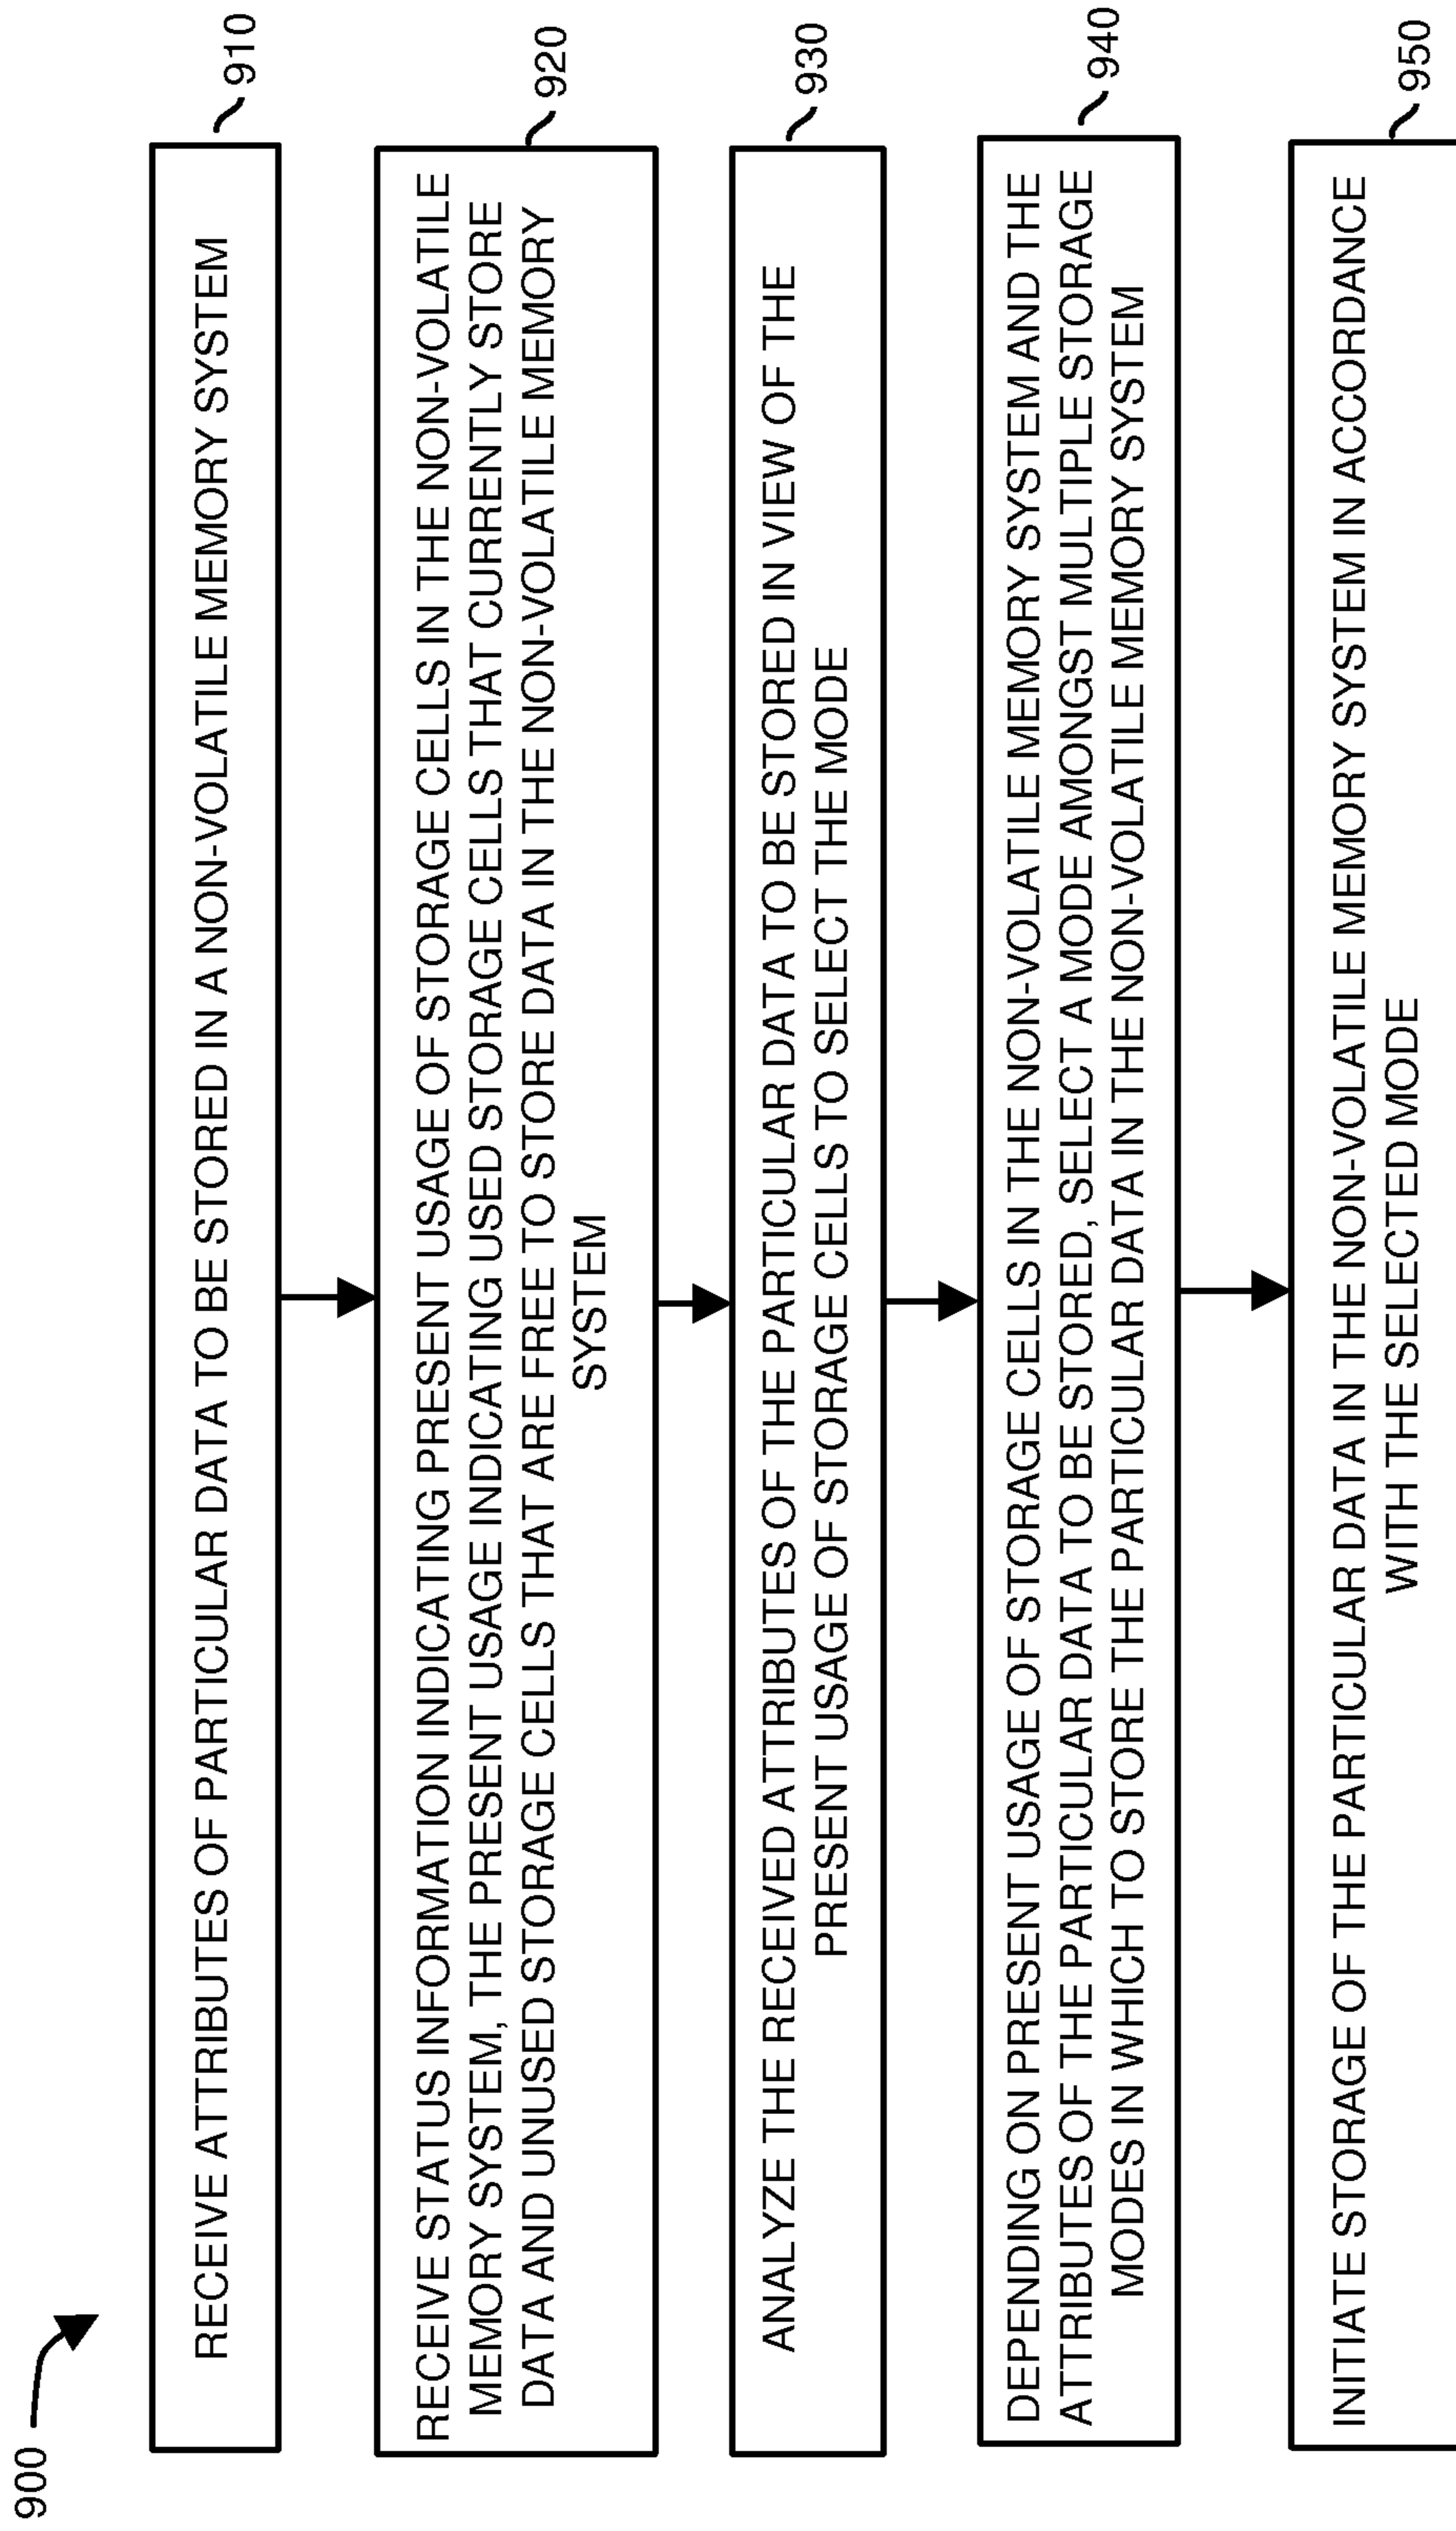 900
RECEIVE ATTRIBUTES OF PARTICULAR DATA TO BE STORED IN A NON-VOLATILE MEMORY SYSTEM
910
RECEIVE STATUS INFORMATION INDICATING PRESENT USAGE OF STORAGE CELLS IN THE NON-VOLATILE
MEMORY SYSTEM, THE PRESENT USAGE INDICATING USED STORAGE CELLS THAT CURRENTLY STORE
DATA AND UNUSED STORAGE CELLS THAT ARE FREE TO STORE DATA IN THE NON-VOLATILE MEMORY
SYSTEM
920
ANALYZE THE RECEIVED ATTRIBUTES OF THE PARTICULAR DATA TO BE STORED IN VIEW OF THE
PRESENT USAGE OF STORAGE CELLS TO SELECT THE MODE
930
DEPENDING ON PRESENT USAGE OF STORAGE CELLS IN THE NON-VOLATILE MEMORY SYSTEM AND THE
ATTRIBUTES OF THE PARTICULAR DATA TO BE STORED, SELECT A MODE AMONGST MULTIPLE STORAGE
MODES IN WHICH TO STORE THE PARTICULAR DATA IN THE NON-VOLATILE MEMORY SYSTEM
940
INITIATE STORAGE OF THE PARTICULAR DATA IN THE NON-VOLATILE MEMORY SYSTEM IN ACCORDANCE
WITH THE SELECTED MODE
950